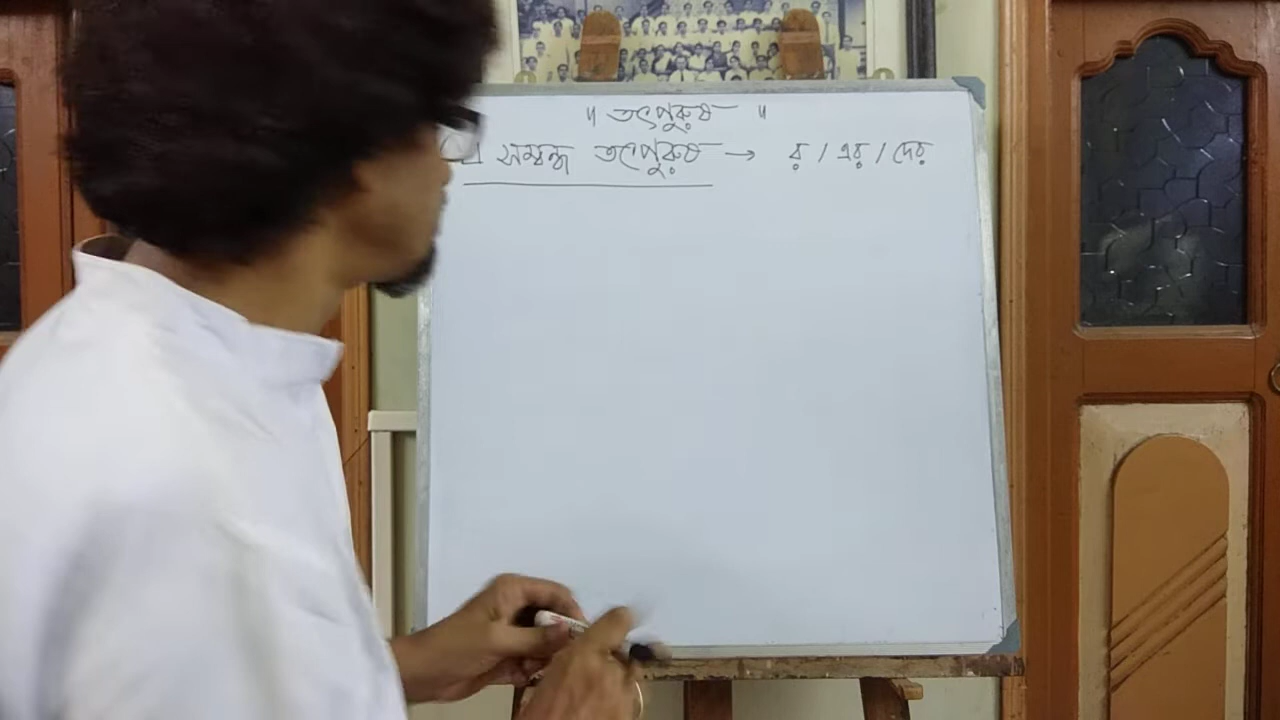 " তৎপুরুষ "
সম্বন্ধ তৎপুরুষ → র / এর / দের